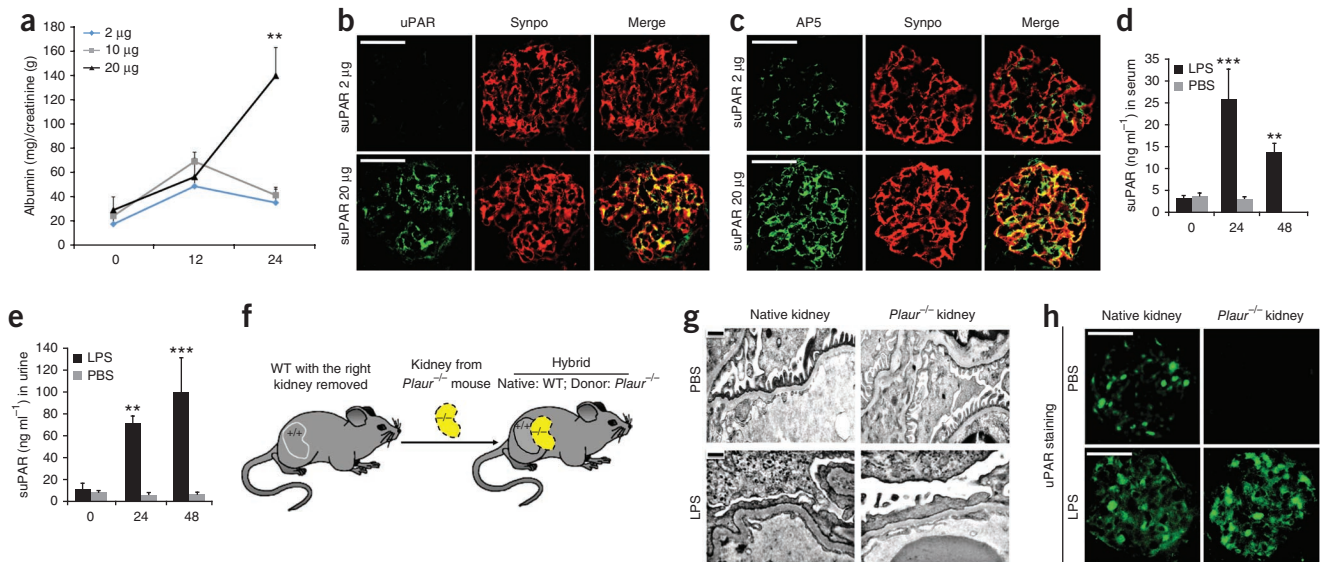 a
180
160
140
120
100
80
60
40
20
0
Albumin (mg)/creatinine (g)
2 μg
10 μg
20 μg
**
0 12 24
b
uPAR Synpo Merge
suPAR 2 μg
suPAR 20 μg
c
AP5 Synpo Merge
suPAR 2 μg
suPAR 20 μg
d
35
30
25
20
15
10
5
0
suPAR (ng ml⁻¹) in serum
***
LPS
PBS
**
0 24 48
e
140
120
100
80
60
40
20
0
suPAR (ng ml⁻¹) in urine
LPS
PBS
**
***
0 24 48
f
WT with the right
kidney removed
+/+
Kidney from
Plaur⁻/⁻ mouse
−/−
Hybrid
Native: WT; Donor: Plaur⁻/⁻
+/+ −/−
g
Native kidney Plaur⁻/⁻ kidney
PBS
LPS
h
Native kidney Plaur⁻/⁻ kidney
uPAR staining
PBS
LPS